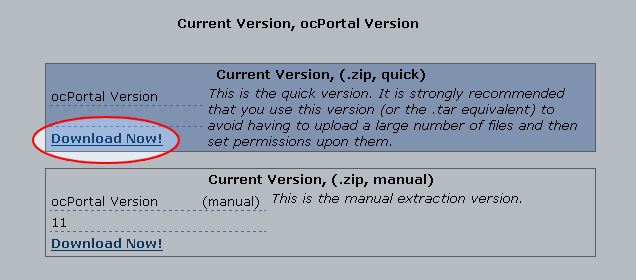 Current Version, ocPortal Version
Current Version, (.zip, quick)
ocPortal Version
This is the quick version. It is strongly recommended
that you use this version (or the .tar equivalent) to
avoid having to upload a large number of files and then
set permissions upon them.
Download Now!
Current Version, (.zip, manual)
ocPortal Version (manual)
This is the manual extraction version.
11
Download Now!